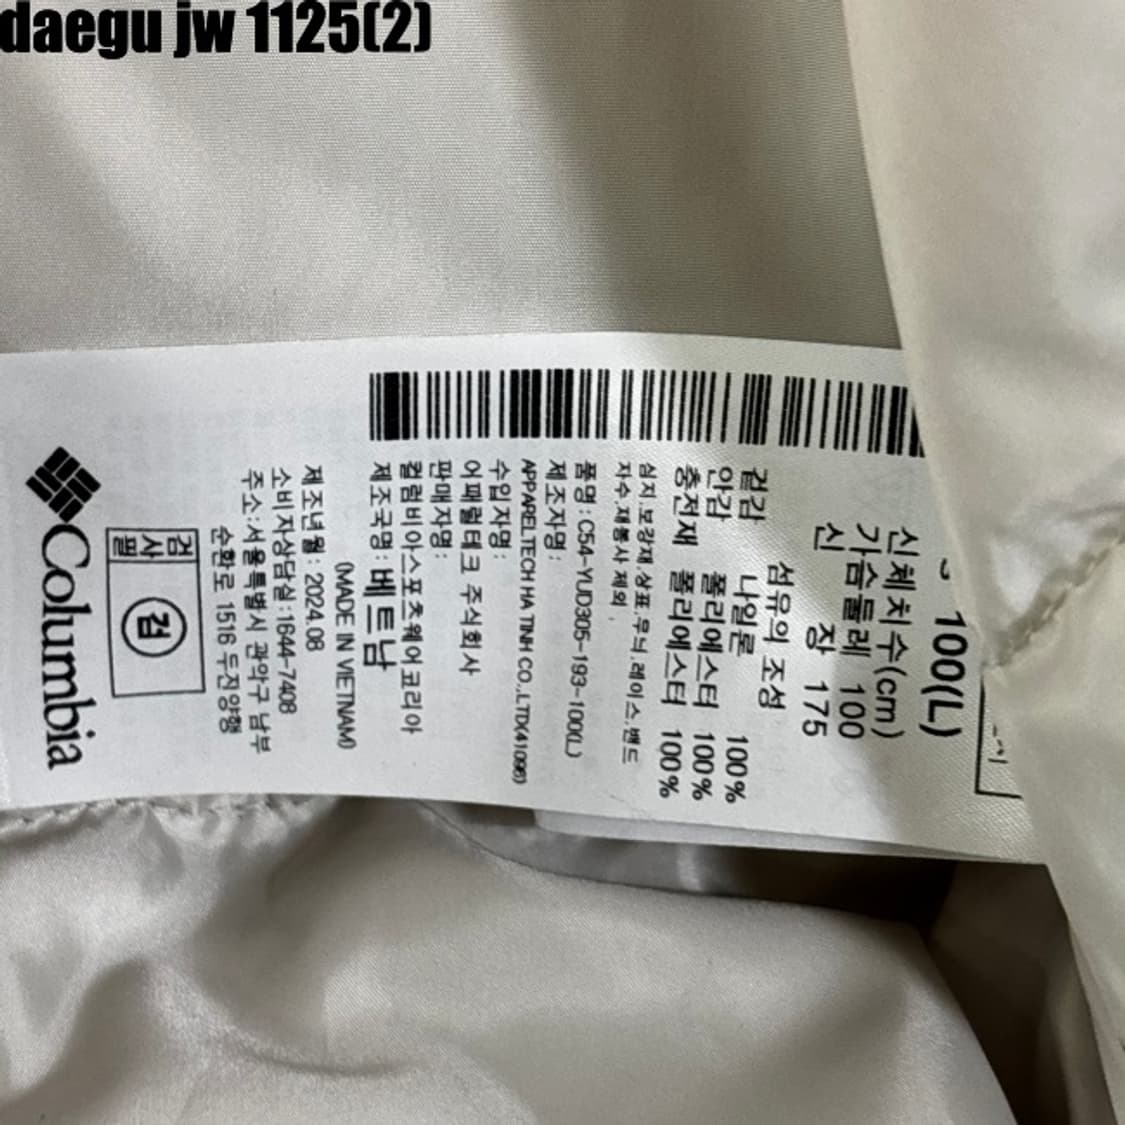 daegu jw 1125(2)
100(L)
신체치수(cm)
가슴둘레 100
신 장 175
섬유의 조성
겉감 나일론 100%
안감 폴리에스터 100%
충전재 폴리에스터 100%
심지,보강재,상표,무늬,레이스,밴드
자수,재봉사 제외.
품명 : C54-YUD305-193-100(L)
제조자명 :
APPARELTECH HA TINH CO.,LTD(41096)
수입자명 :
어패럴테크 주식회사
판매자명 :
컬럼비아스포츠웨어코리아
제조국명 : 베트남
(MADE IN VIETNAM)
제조년월 : 2024.08
소비자상담실:1644-7408
주소:서울특별시 관악구 남부
순환로 1516 두진양행
검사필
검
Columbia